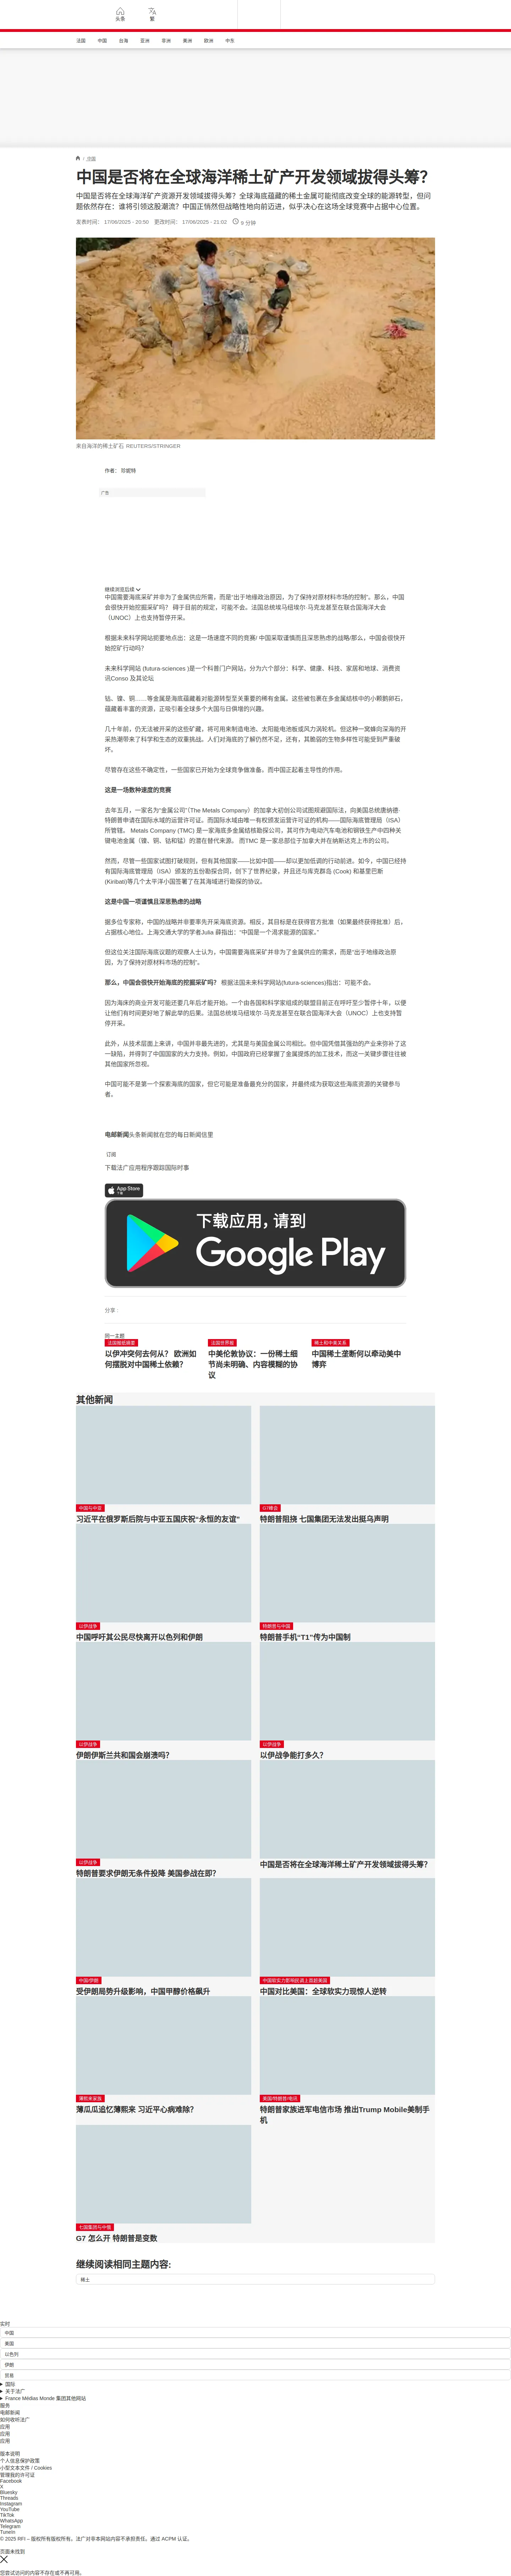 头条
繁
法国
中国
台海
亚洲
非洲
美洲
欧洲
中东
/ 中国
中国是否将在全球海洋稀土矿产开发领域拔得头筹?
中国是否将在全球海洋矿产资源开发领域拔得头筹？全球海底蕴藏的稀土金属可能彻底改变全球的能源转型，但问
题依然存在：谁将引领这股潮流？中国正悄然但战略性地向前迈进，似乎决心在这场全球竞赛中占据中心位置。
发表时间： 17/06/2025 - 20:50 更改时间： 17/06/2025 - 21:02 9 分钟
来自海洋的稀土矿石 REUTERS/STRINGER
作者： 珍妮特
广告
继续浏览后续
中国需要海底采矿并非为了金属供应所需，而是“出于地缘政治原因，为了保持对原材料市场的控制”。那么，中国
会很快开始挖掘采矿吗？ 碍于目前的规定，可能不会。法国总统埃马纽埃尔·马克龙甚至在联合国海洋大会
（UNOC）上也支持暂停开采。
根据未来科学网站扼要地点出：这是一场速度不同的竞赛/ 中国采取谨慎而且深思熟虑的战略/那么，中国会很快开
始挖矿行动吗?
未来科学网站 (futura-sciences )是一个科普门户网站，分为六个部分：科学、健康、科技、家居和地球、消费资
讯Conso 及其论坛.
钴、镍、铜……等金属是海底蕴藏着对能源转型至关重要的稀有金属。这些被包裹在多金属结核中的小颗鹅卵石，
蕴藏着丰富的资源，正吸引着全球多个大国与日俱增的兴趣。
几十年前，仍无法被开采的这些矿藏，将可用来制造电池、太阳能电池板或风力涡轮机。但这种一窝蜂向深海的开
采热潮带来了科学和生态的双重挑战。人们对海底的了解仍然不足，还有，其脆弱的生物多样性可能受到严重破
坏。
尽管存在这些不确定性，一些国家已开始为全球竞争做准备，而中国正起着主导性的作用。
这是一场数种速度的竞赛
去年五月，一家名为“金属公司”（The Metals Company）的加拿大初创公司试图规避国际法，向美国总统唐纳德·
特朗普申请在国际水域的运营许可证。而国际水域由唯一有权颁发运营许可证的机构——国际海底管理局（ISA）
所管辖。 Metals Company (TMC) 是一家海底多金属结核勘探公司，其可作为电动汽车电池和钢铁生产中四种关
键电池金属（镍、铜、钴和锰）的潜在替代来源。 而TMC 是一家总部位于加拿大并在纳斯达克上市的公司。
然而，尽管一些国家试图打破规则，但有其他国家——比如中国——却以更加低调的行动前进。如今，中国已经持
有国际海底管理局（ISA）颁发的五份勘探合同，创下了世界纪录，并且还与库克群岛 (Cook) 和基里巴斯
(Kiribati)等几个太平洋小国签署了在其海域进行勘探的协议。
这是中国一项谨慎且深思熟虑的战略
据多位专家称，中国的战略并非要率先开采海底资源。相反，其目标是在获得官方批准（如果最终获得批准）后，
占据核心地位。上海交通大学的学者Julia 薛指出：“中国是一个渴求能源的国家。”
但这位关注国际海底议题的观察人士认为，中国需要海底采矿并非为了金属供应的需求，而是“出于地缘政治原
因，为了保持对原材料市场的控制”。
那么，中国会很快开始海底的挖掘采矿吗？ 根据法国未来科学网站(futura-sciences)指出：可能不会。
因为海床的商业开发可能还要几年后才能开始。一个由各国和科学家组成的联盟目前正在呼吁至少暂停十年，以便
让他们有时间更好地了解此举的后果。法国总统埃马纽埃尔·马克龙甚至在联合国海洋大会（UNOC）上也支持暂
停开采。
此外，从技术层面上来讲，中国并非最先进的，尤其是与美国金属公司相比。但中国凭借其强劲的产业来弥补了这
一缺陷，并得到了中国国家的大力支持。例如，中国政府已经掌握了金属提炼的加工技术，而这一关键步骤往往被
其他国家所忽视。
中国可能不是第一个探索海底的国家，但它可能是准备最充分的国家，并最终成为获取这些海底资源的关键参与
者。
电邮新闻头条新闻就在您的每日新闻信里
订阅
下载法广应用程序跟踪国际时事
App Store
下载
下载应用，请到
Google Play
分享 :
同一主题
法国报纸摘要
以伊冲突何去何从？ 欧洲如
何摆脱对中国稀土依赖?
法国世界报
中美伦敦协议：一份稀土细
节尚未明确、内容模糊的协
议
稀土和中美关系
中国稀土垄断何以牵动美中
博弈
其他新闻
中国与中亚
习近平在俄罗斯后院与中亚五国庆祝“永恒的友谊”
G7峰会
特朗普阻挠 七国集团无法发出挺乌声明
以伊战争
中国呼吁其公民尽快离开以色列和伊朗
特朗普与中国
特朗普手机“T1”传为中国制
以伊战争
伊朗伊斯兰共和国会崩溃吗？
以伊战争
以伊战争能打多久?
以伊战争
特朗普要求伊朗无条件投降 美国参战在即？
中国是否将在全球海洋稀土矿产开发领域拔得头筹?
中国/伊朗
受伊朗局势升级影响，中国甲醇价格飙升
中国软实力影响民调上首超美国
中国对比美国：全球软实力现惊人逆转
薄熙来家族
薄瓜瓜追忆薄熙来 习近平心病难除？
美国/特朗普/电讯
特朗普家族进军电信市场 推出Trump Mobile美制手
机
七国集团与中俄
G7 怎么开 特朗普是变数
继续阅读相同主题内容:
稀土
实时
中国
美国
以色列
伊朗
贸易
国际
关于法广
France Médias Monde 集团其他网站
服务
电邮新闻
如何收听法广
应用
应用
应用
版本说明
个人信息保护政策
小型文本文件 / Cookies
管理我的许可证
Facebook
X
Bluesky
Threads
Instagram
YouTube
TikTok
WhatsApp
Telegram
TuneIn
© 2025 RFI – 版权所有版权所有。法广对非本网站内容不承担责任。通过 ACPM 认证。
页面未找到
您尝试访问的内容不存在或不再可用。